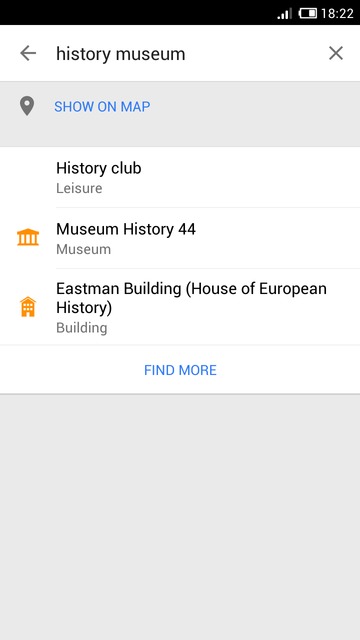 18:22
history museum
SHOW ON MAP
History club
Leisure
Museum History 44
Museum
Eastman Building (House of European
History)
Building
FIND MORE